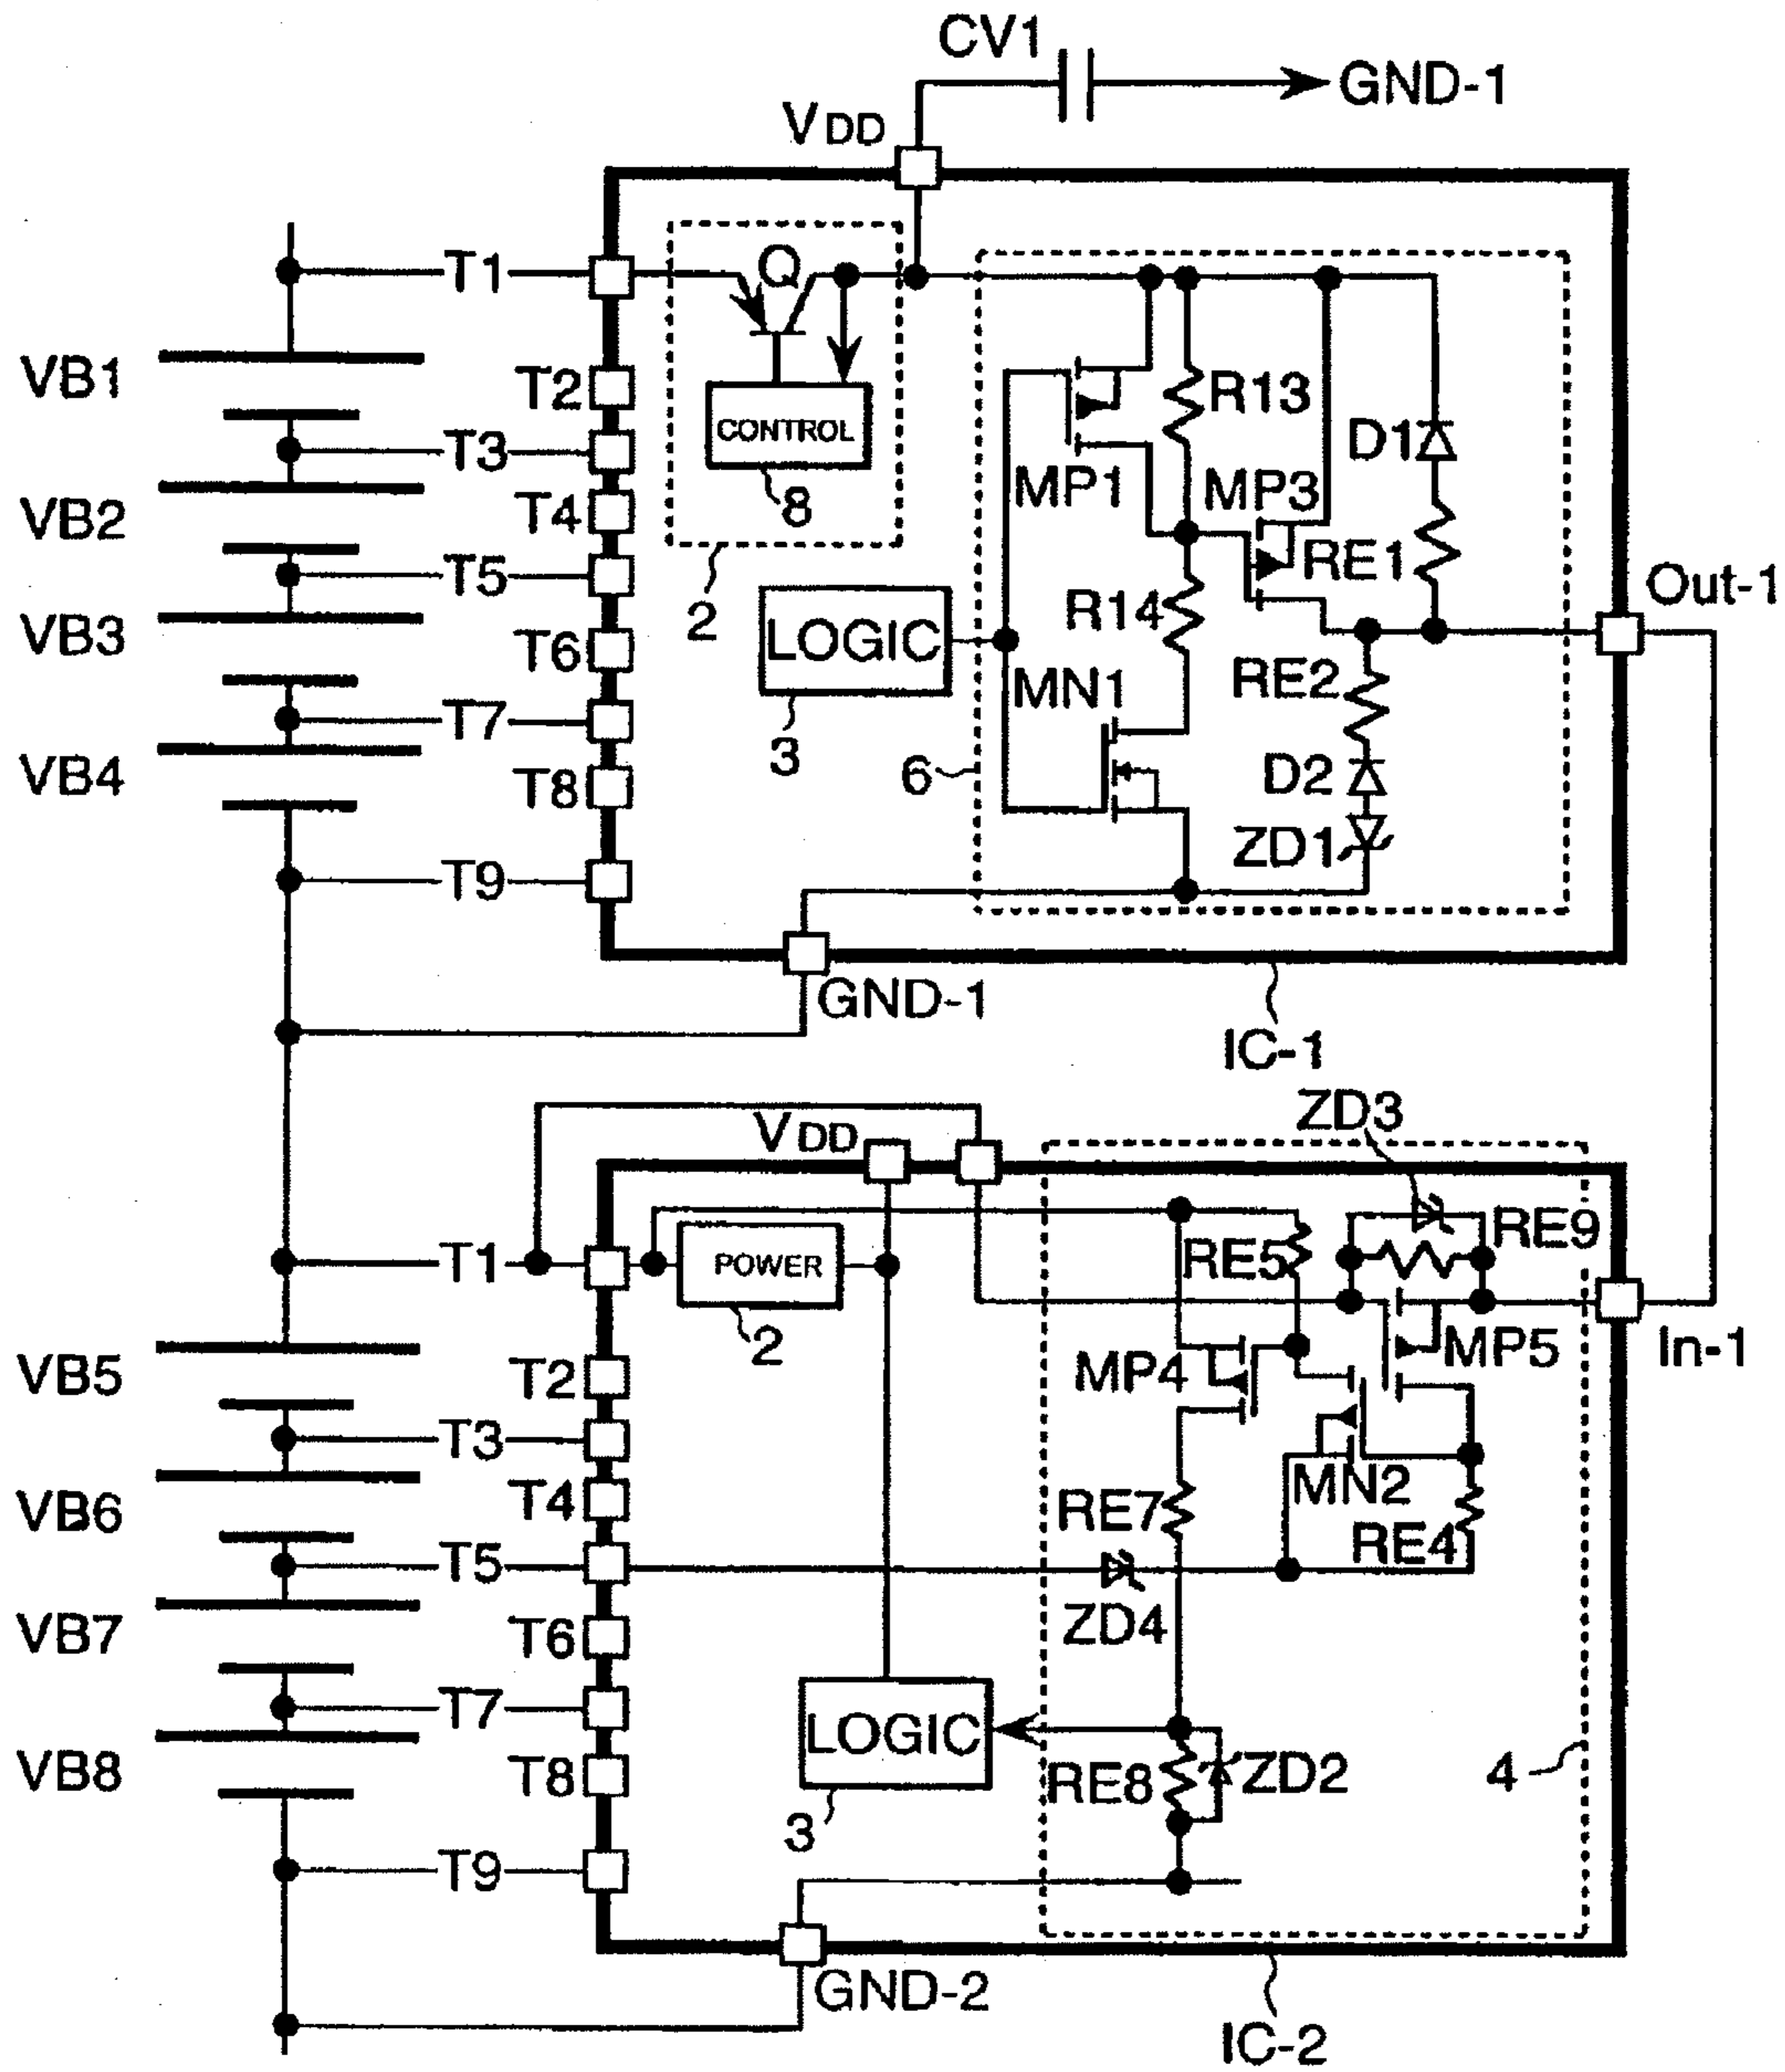 CV1
GND-1
VDD
T1
Q
VB1
T2
CONTROL
R13
D1
T3
8
MP1
MP3
VB2
T4
T5
2
RE1
Out-1
R14
VB3
T6
LOGIC
MN1
RE2
T7
3
6
D2
VB4
T8
ZD1
T9
GND-1
IC-1
ZD3
VDD
RE9
RE5
T1
POWER
2
MP5
In-1
VB5
T2
MP4
T3
MN2
VB6
T4
RE7
RE4
T5
ZD4
VB7
T6
T7
LOGIC
VB8
T8
RE8
ZD2
4
3
T9
GND-2
IC-2